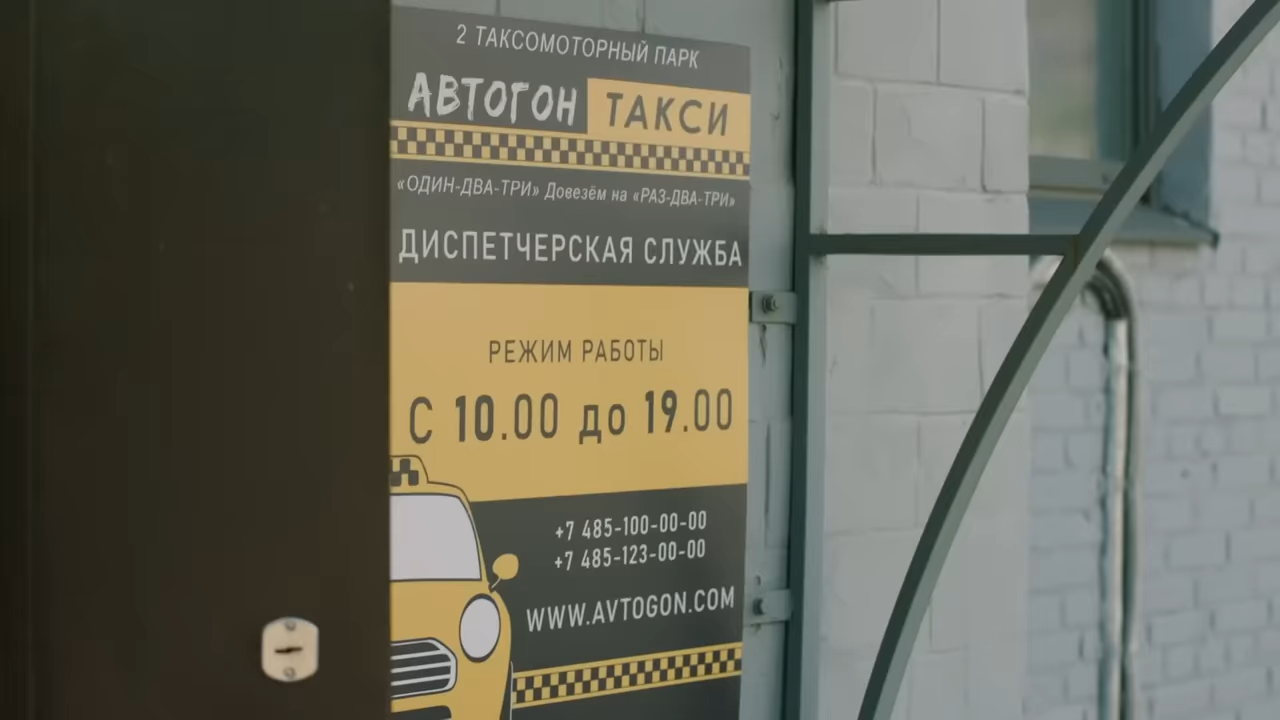 2 ТАКСОМОТОРНЫЙ ПАРК
АВТОГОН ТАКСИ
«ОДИН-ДВА-ТРИ» Довезём на «РАЗ-ДВА-ТРИ»
ДИСПЕТЧЕРСКАЯ СЛУЖБА
РЕЖИМ РАБОТЫ
С 10.00 до 19.00
+7 485-100-00-00
+7 485-123-00-00
WWW.AVTOGON.COM